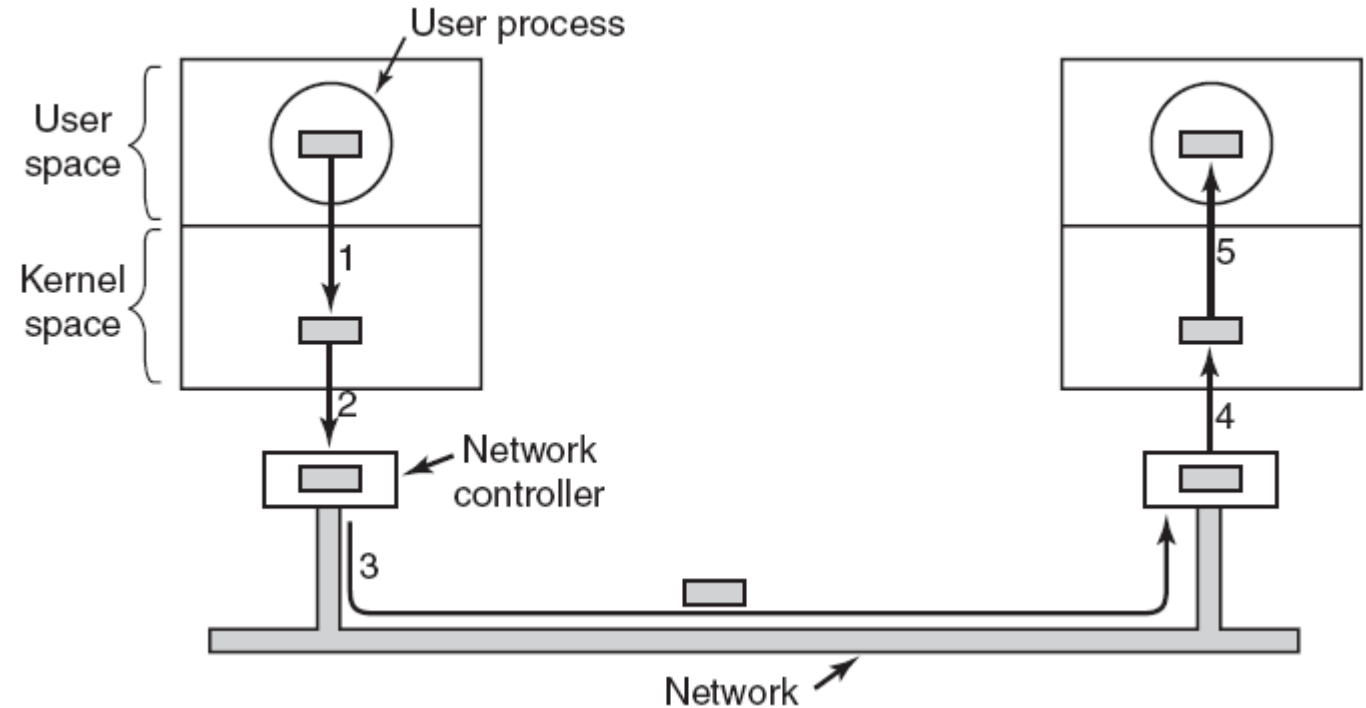 User process
User
space
1
5
Kernel
space
2
4
Network
controller
3
Network